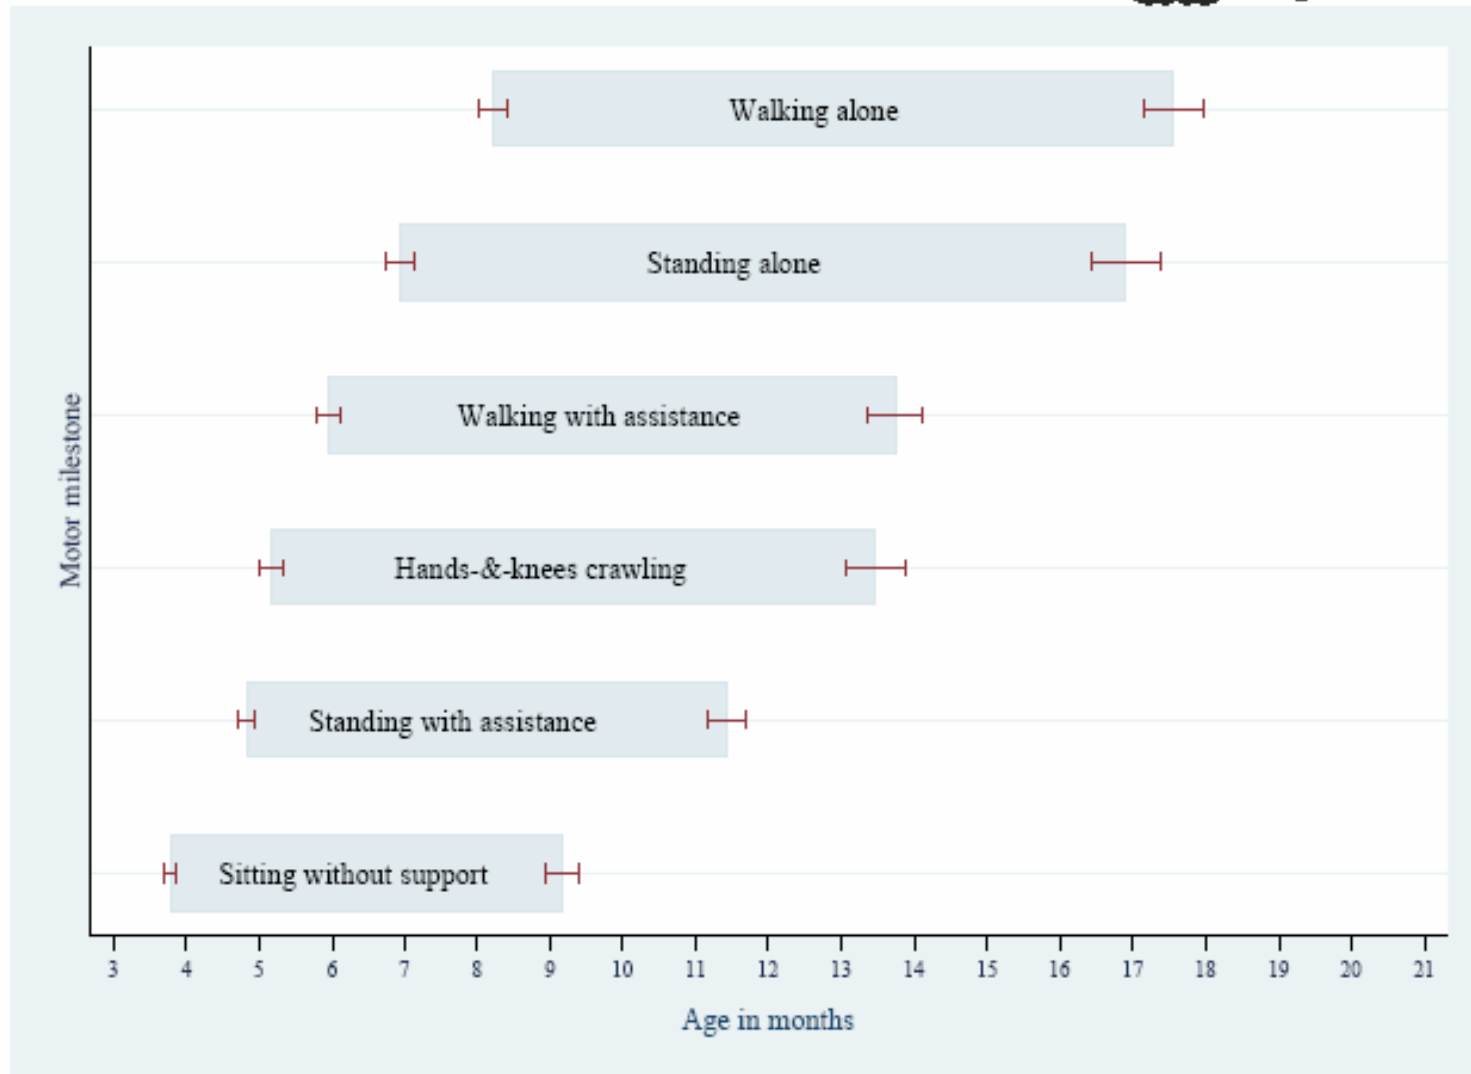 Walking alone
Standing alone
Walking with assistance
Hands-&-knees crawling
Standing with assistance
Sitting without support
Motor milestone
3 4 5 6 7 8 9 10 11 12 13 14 15 16 17 18 19 20 21
Age in months